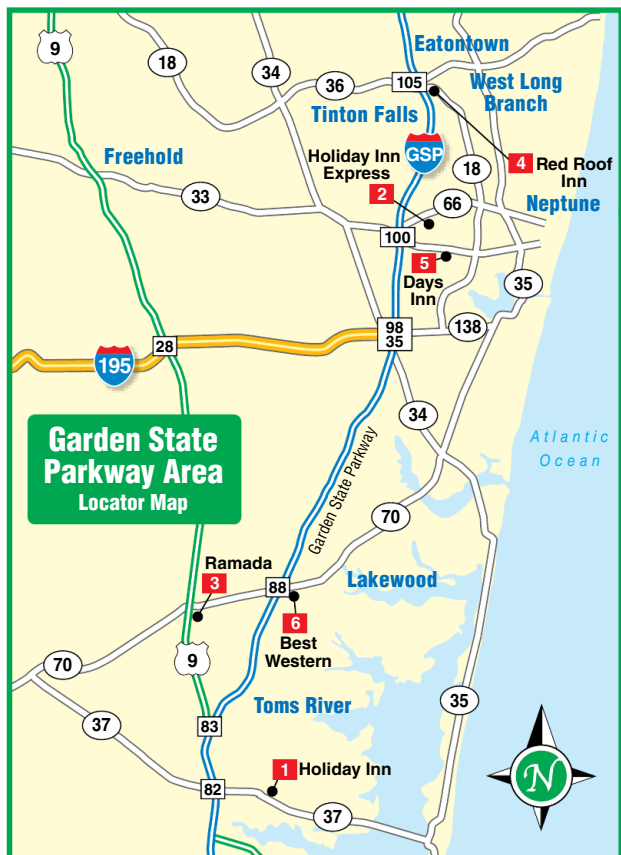 9
18
34
36
105
Eatontown
West Long
Branch
Tinton Falls
GSP
Freehold
Holiday Inn
Express
2
4 Red Roof
Inn
18
33
66
Neptune
100
5
Days
Inn
35
98
35
138
28
195
34
Garden State
Parkway Area
Locator Map
Atlantic
Ocean
Garden State Parkway
70
Ramada
3
88
Lakewood
6
Best
Western
9
70
Toms River
35
37
83
1 Holiday Inn
82
37
N